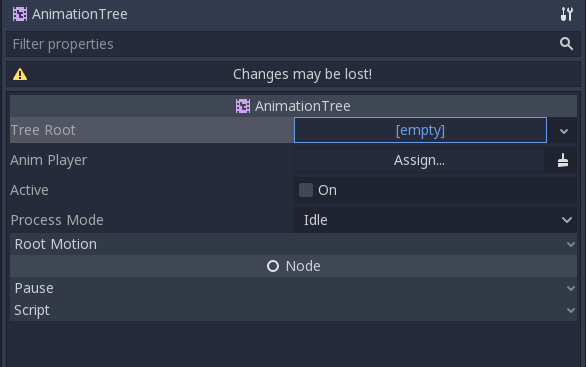 AnimationTree
Filter properties
Changes may be lost!
AnimationTree
Tree Root [empty]
Anim Player Assign...
Active On
Process Mode Idle
Root Motion
Node
Pause
Script